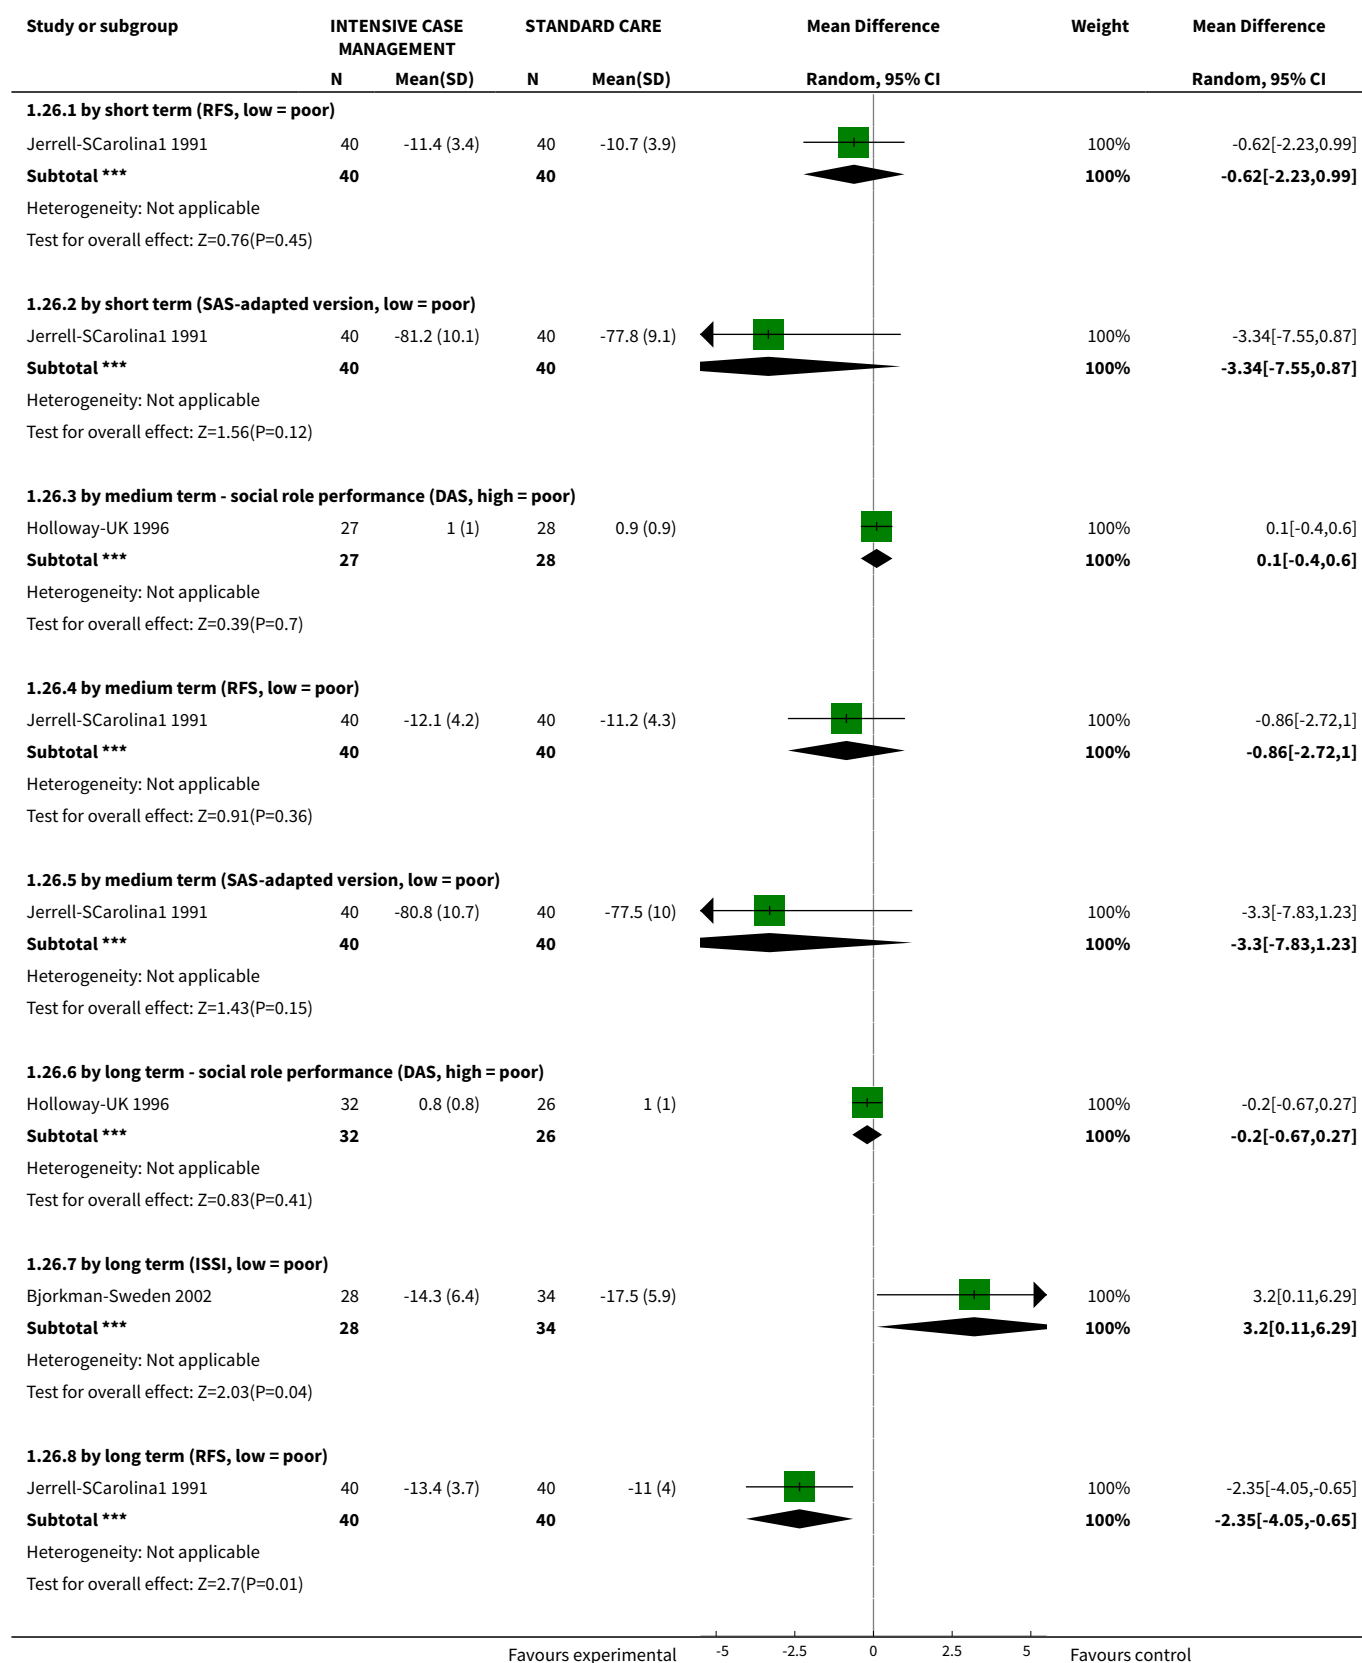 Study or subgroup INTENSIVE CASE MANAGEMENT STANDARD CARE Mean Difference Weight Mean Difference
N Mean(SD) N Mean(SD) Random, 95% CI Random, 95% CI
1.26.1 by short term (RFS, low = poor)
Jerrell-SCarolina1 1991 40 -11.4 (3.4) 40 -10.7 (3.9) 100% -0.62[-2.23,0.99]
Subtotal *** 40 40 100% -0.62[-2.23,0.99]
Heterogeneity: Not applicable
Test for overall effect: Z=0.76(P=0.45)
1.26.2 by short term (SAS-adapted version, low = poor)
Jerrell-SCarolina1 1991 40 -81.2 (10.1) 40 -77.8 (9.1) 100% -3.34[-7.55,0.87]
Subtotal *** 40 40 100% -3.34[-7.55,0.87]
Heterogeneity: Not applicable
Test for overall effect: Z=1.56(P=0.12)
1.26.3 by medium term - social role performance (DAS, high = poor)
Holloway-UK 1996 27 1 (1) 28 0.9 (0.9) 100% 0.1[-0.4,0.6]
Subtotal *** 27 28 100% 0.1[-0.4,0.6]
Heterogeneity: Not applicable
Test for overall effect: Z=0.39(P=0.7)
1.26.4 by medium term (RFS, low = poor)
Jerrell-SCarolina1 1991 40 -12.1 (4.2) 40 -11.2 (4.3) 100% -0.86[-2.72,1]
Subtotal *** 40 40 100% -0.86[-2.72,1]
Heterogeneity: Not applicable
Test for overall effect: Z=0.91(P=0.36)
1.26.5 by medium term (SAS-adapted version, low = poor)
Jerrell-SCarolina1 1991 40 -80.8 (10.7) 40 -77.5 (10) 100% -3.3[-7.83,1.23]
Subtotal *** 40 40 100% -3.3[-7.83,1.23]
Heterogeneity: Not applicable
Test for overall effect: Z=1.43(P=0.15)
1.26.6 by long term - social role performance (DAS, high = poor)
Holloway-UK 1996 32 0.8 (0.8) 26 1 (1) 100% -0.2[-0.67,0.27]
Subtotal *** 32 26 100% -0.2[-0.67,0.27]
Heterogeneity: Not applicable
Test for overall effect: Z=0.83(P=0.41)
1.26.7 by long term (ISSI, low = poor)
Bjorkman-Sweden 2002 28 -14.3 (6.4) 34 -17.5 (5.9) 100% 3.2[0.11,6.29]
Subtotal *** 28 34 100% 3.2[0.11,6.29]
Heterogeneity: Not applicable
Test for overall effect: Z=2.03(P=0.04)
1.26.8 by long term (RFS, low = poor)
Jerrell-SCarolina1 1991 40 -13.4 (3.7) 40 -11 (4) 100% -2.35[-4.05,-0.65]
Subtotal *** 40 40 100% -2.35[-4.05,-0.65]
Heterogeneity: Not applicable
Test for overall effect: Z=2.7(P=0.01)
Favours experimental -5 -2.5 0 2.5 5 Favours control